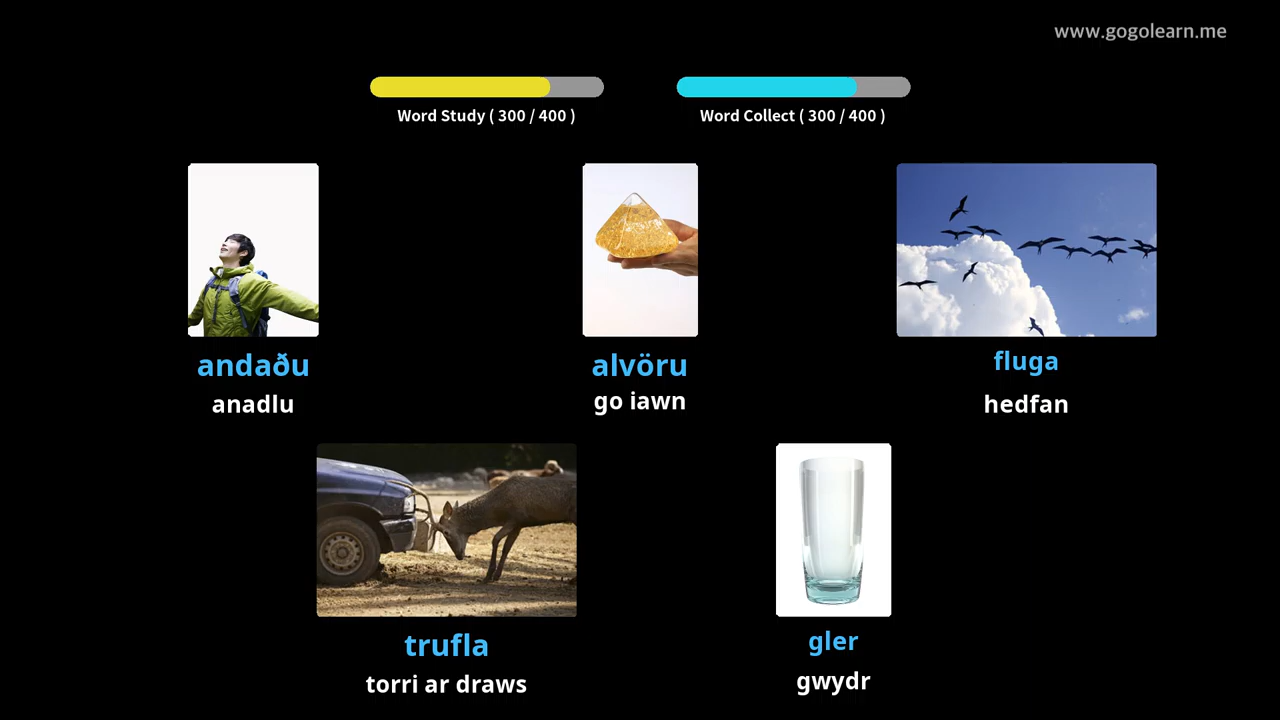 www.gogolearn.me
Word Study ( 300 / 400 )
Word Collect ( 300 / 400 )
andaðu
anadlu
alvöru
go iawn
fluga
hedfan
trufla
torri ar draws
gler
gwydr